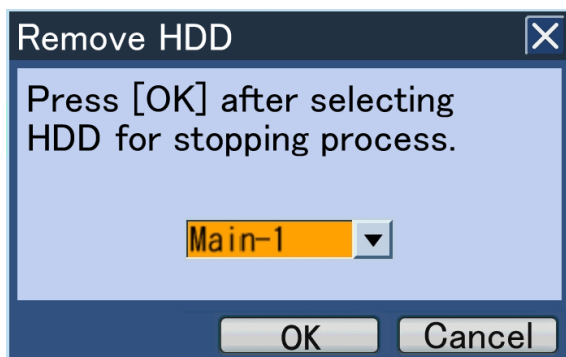 Remove HDD
Press [OK] after selecting
HDD for stopping process.
Main-1
OK
Cancel